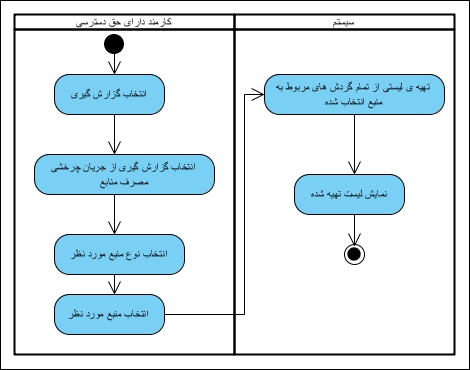 کارمند دارای حق دسترسی
سیستم
انتخاب گزارش گیری
انتخاب گزارش گیری از جریان چرخشی
مصرف منابع
انتخاب نوع منبع مورد نظر
انتخاب منبع مورد نظر
تهیه ی لیستی از تمام گردش های مربوط به
منبع انتخاب شده
نمایش لیست تهیه شده